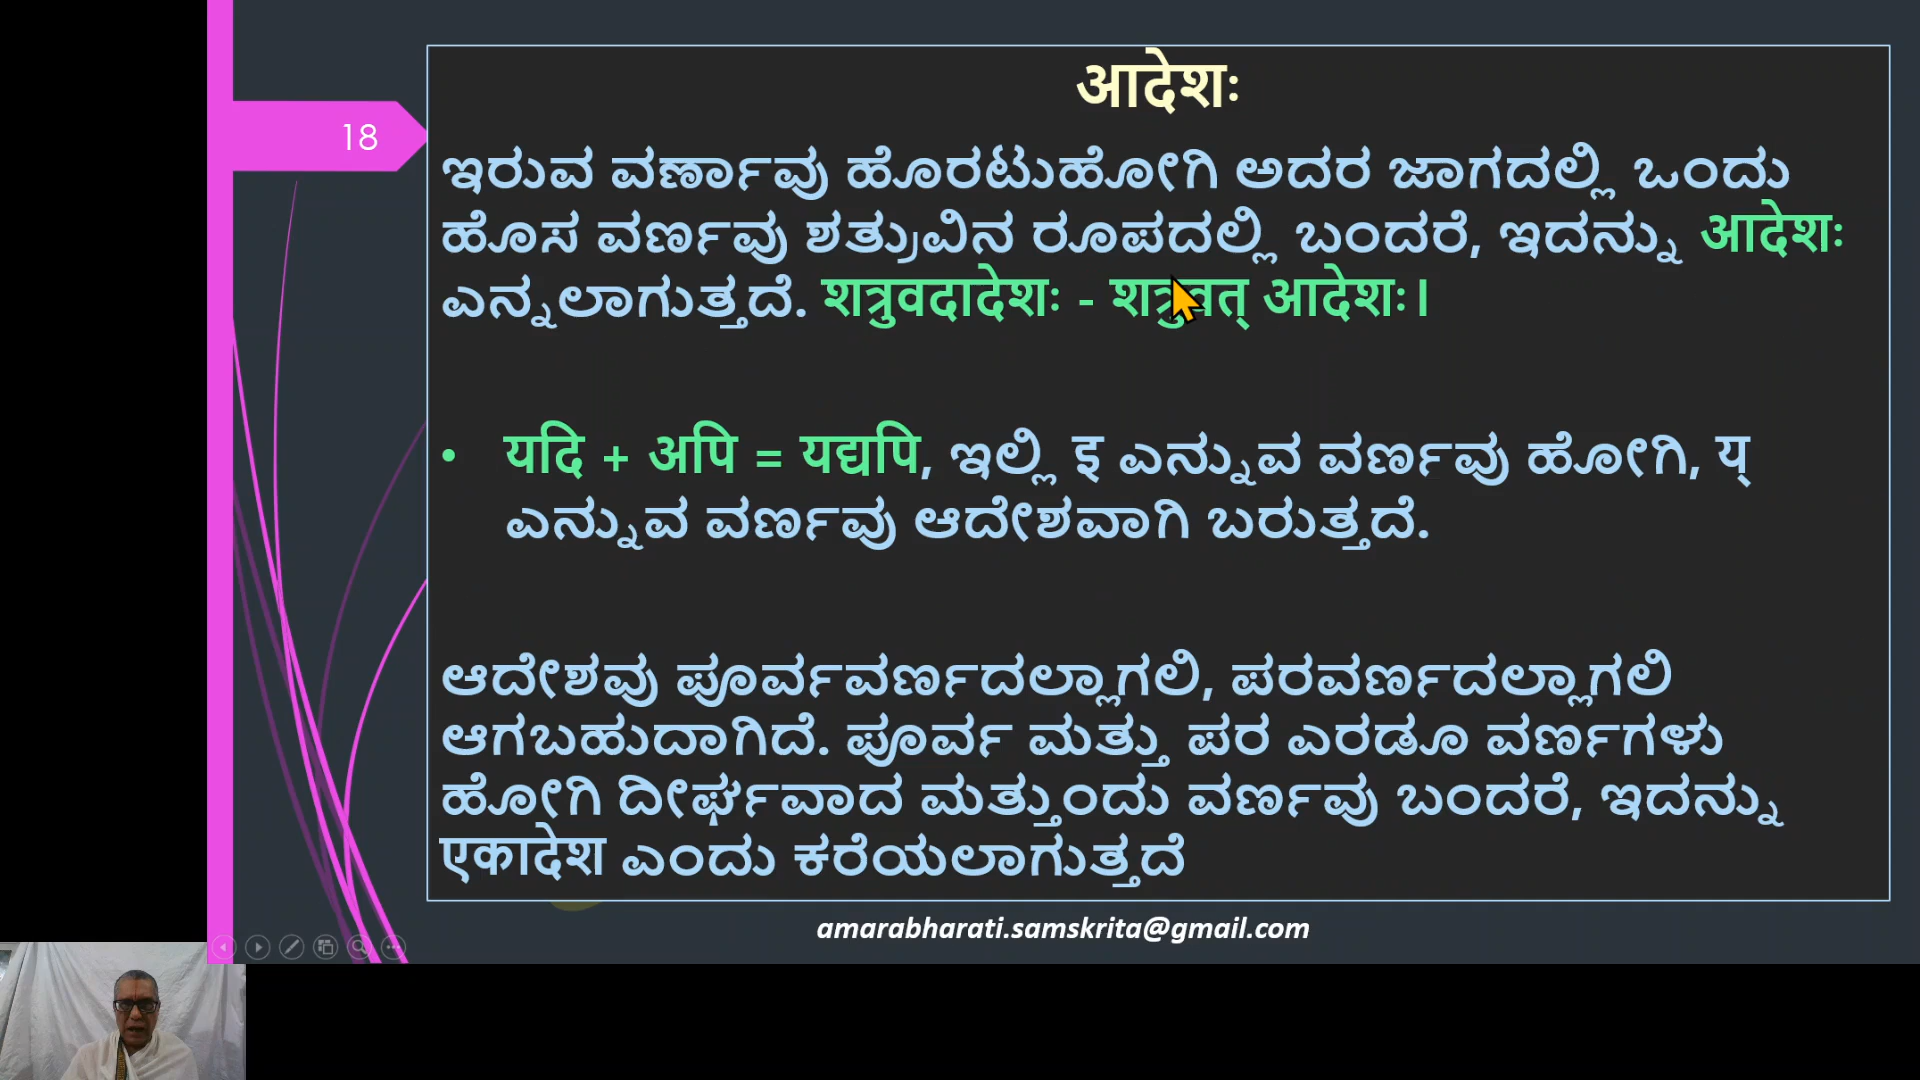 आदेशः
18
ಇರುವ ವರ್ಣಾವು ಹೊರಟುಹೋಗಿ ಅದರ ಜಾಗದಲ್ಲಿ ಒಂದು
ಹೊಸ ವರ್ಣವು ಶತ್ರುವಿನ ರೂಪದಲ್ಲಿ ಬಂದರೆ, ಇದನ್ನು आदेशः
ಎನ್ನಲಾಗುತ್ತದೆ. शत्रुवदादेशः - शत्रुवत् आदेशः।
• यदि + अपि = यद्यपि, ಇಲ್ಲಿ इ ಎನ್ನುವ ವರ್ಣವು ಹೋಗಿ, य्
ಎನ್ನುವ ವರ್ಣವು ಆದೇಶವಾಗಿ ಬರುತ್ತದೆ.
ಆದೇಶವು ಪೂರ್ವವರ್ಣದಲ್ಲಾಗಲಿ, ಪರವರ್ಣದಲ್ಲಾಗಲಿ
ಆಗಬಹುದಾಗಿದೆ. ಪೂರ್ವ ಮತ್ತು ಪರ ಎರಡೂ ವರ್ಣಗಳು
ಹೋಗಿ ದೀರ್ಘವಾದ ಮತ್ತುಂದು ವರ್ಣವು ಬಂದರೆ, ಇದನ್ನು
एकादेश ಎಂದು ಕರೆಯಲಾಗುತ್ತದೆ
amarabharati.samskrita@gmail.com